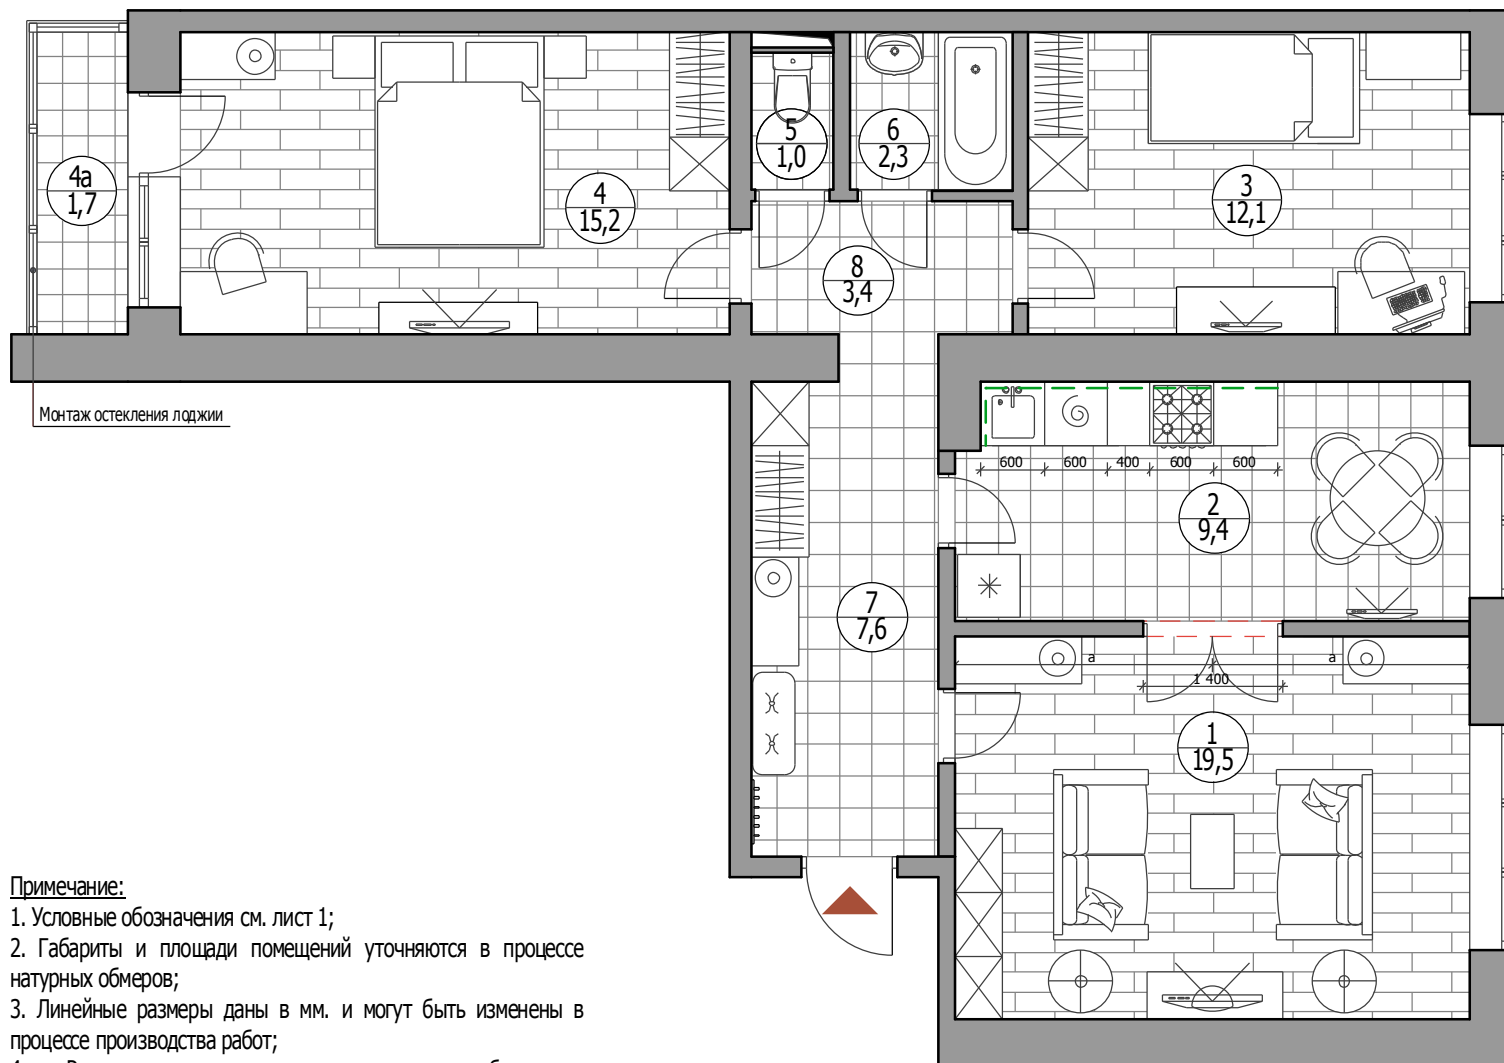 4а
1,7
4
15,2
5
1,0
6
2,3
3
12,1
8
3,4
Монтаж остекления лоджии
600 600 400 600 600
2
9,4
7
7,6
а а
1 400
1
19,5
Примечание:
1. Условные обозначения см. лист 1;
2. Габариты и площади помещений уточняются в процессе
натурных обмеров;
3. Линейные размеры даны в мм. и могут быть изменены в
процессе производства работ;